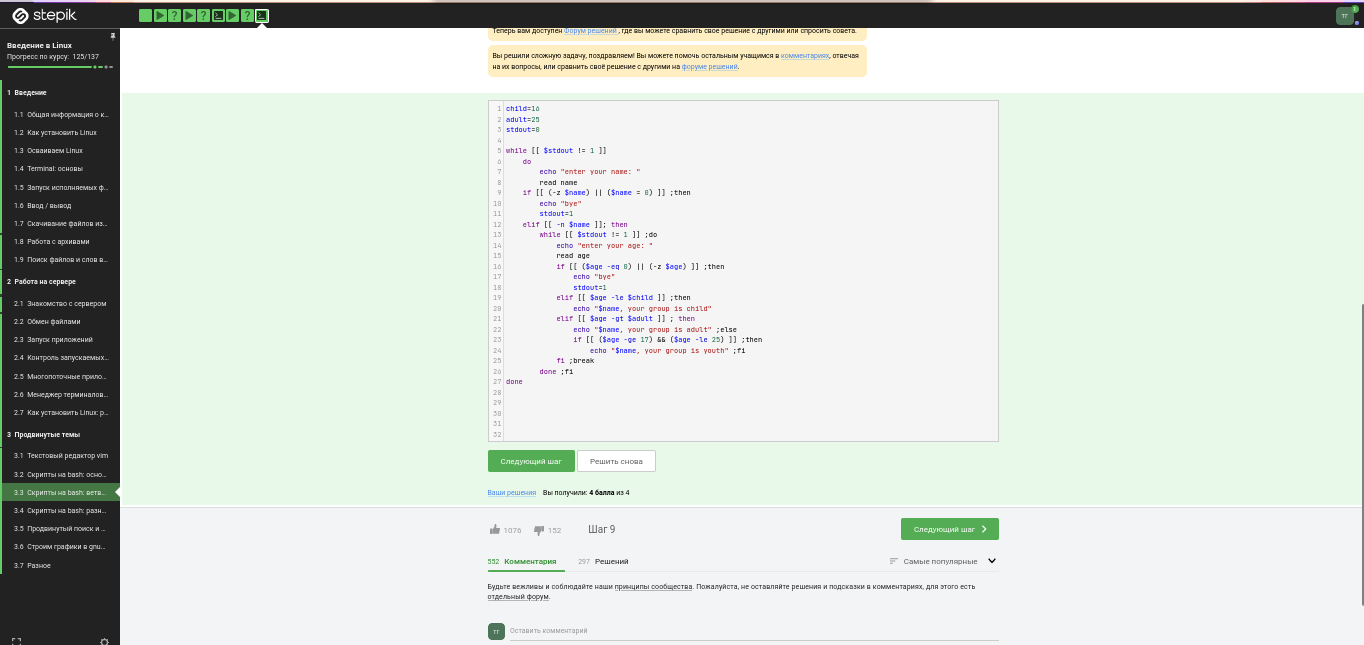 stepik
ТГ
1
Введение в Linux
Прогресс по курсу: 125/137
1 Введение
1.1 Общая информация о к...
1.2 Как установить Linux
1.3 Осваиваем Linux
1.4 Terminal: основы
1.5 Запуск исполняемых ф...
1.6 Ввод / вывод
1.7 Скачивание файлов из...
1.8 Работа с архивами
1.9 Поиск файлов и слов в...
2 Работа на сервере
2.1 Знакомство с сервером
2.2 Обмен файлами
2.3 Запуск приложений
2.4 Контроль запускаемых...
2.5 Многопоточные прило...
2.6 Менеджер терминалов...
2.7 Как установить Linux: р...
3 Продвинутые темы
3.1 Текстовый редактор vim
3.2 Скрипты на bash: осно...
3.3 Скрипты на bash: ветв...
3.4 Скрипты на bash: разн...
3.5 Продвинутый поиск и ...
3.6 Строим графики в gnu...
3.7 Разное
Теперь вам доступен Форум решений, где вы можете сравнить своё решение с другими или спросить совета.
Вы решили сложную задачу, поздравляем! Вы можете помочь остальным учащимся в комментариях, отвечая
на их вопросы, или сравнить своё решение с другими на форуме решений.
1 child=16
2 adult=25
3 stdout=0
4
5 while [[ $stdout != 1 ]]
6     do
7         echo "enter your name: "
8         read name
9     if [[ (-z $name) || ($name = 0) ]] ;then
10         echo "bye"
11         stdout=1
12     elif [[ -n $name ]]; then
13         while [[ $stdout != 1 ]] ;do
14             echo "enter your age: "
15             read age
16             if [[ ($age -eq 0) || (-z $age) ]] ;then
17                 echo "bye"
18                 stdout=1
19             elif [[ $age -le $child ]] ;then
20                 echo "$name, your group is child"
21             elif [[ $age -gt $adult ]] ; then
22                 echo "$name, your group is adult" ;else
23                 if [[ ($age -ge 17) && ($age -le 25) ]] ;then
24                     echo "$name, your group is youth" ;fi
25             fi ;break
26         done ;fi
27 done
28
29
30
31
32
Следующий шаг Решить снова
Ваши решения Вы получили: 4 балла из 4
1076 152 Шаг 9 Следующий шаг
552 Комментария 297 Решений Самые популярные
Будьте вежливы и соблюдайте наши принципы сообщества. Пожалуйста, не оставляйте решения и подсказки в комментариях, для этого есть
отдельный форум.
ТГ Оставить комментарий